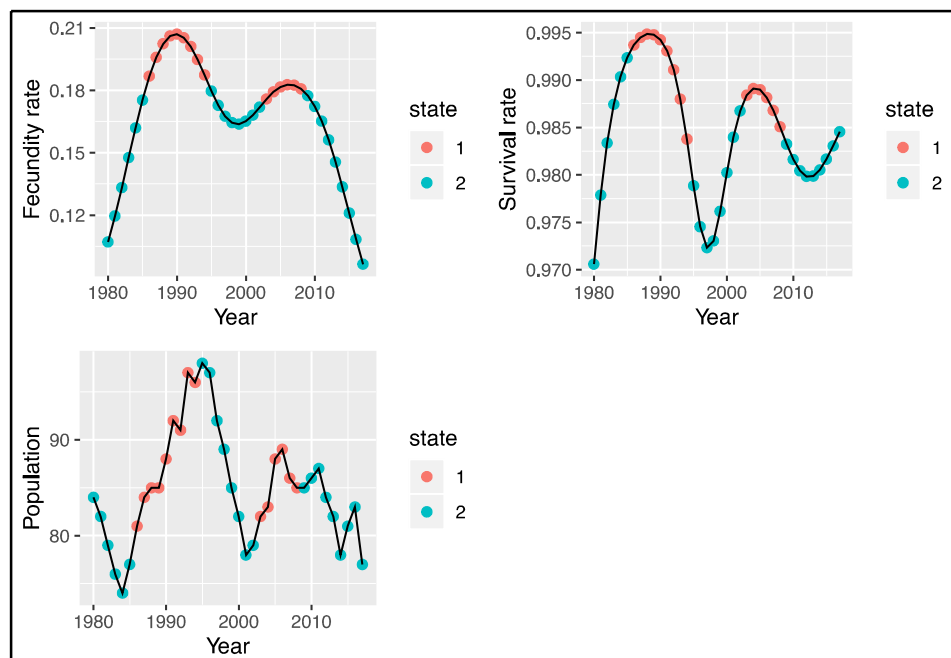 Fecundity rate
0.21
0.18
0.15
0.12
1980 1990 2000 2010
Year
state
1
2
Survival rate
0.995
0.990
0.985
0.980
0.975
0.970
1980 1990 2000 2010
Year
state
1
2
Population
90
80
1980 1990 2000 2010
Year
state
1
2